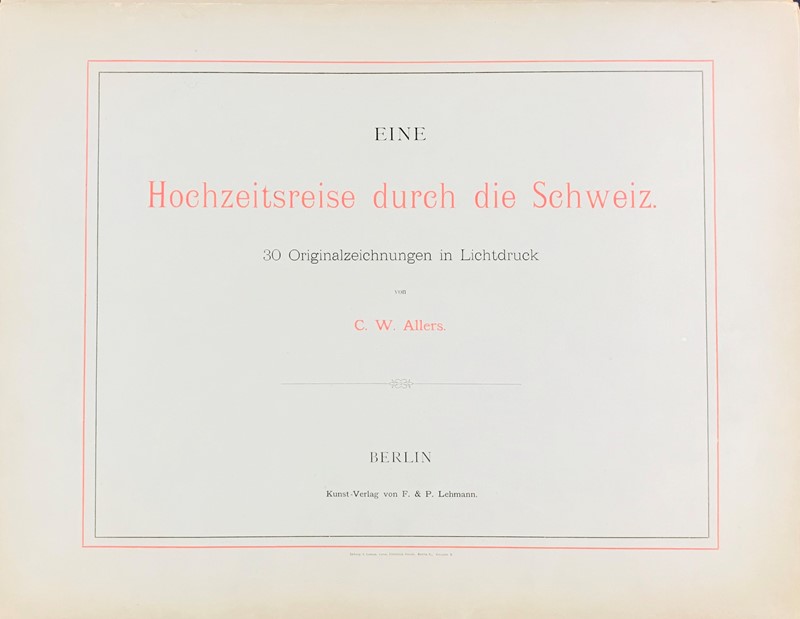 EINE
Hochzeitsreise durch die Schweiz.
30 Originalzeichnungen in Lichtdruck
von
C. W. Allers.
BERLIN
Kunst-Verlag von F. & P. Lehmann.